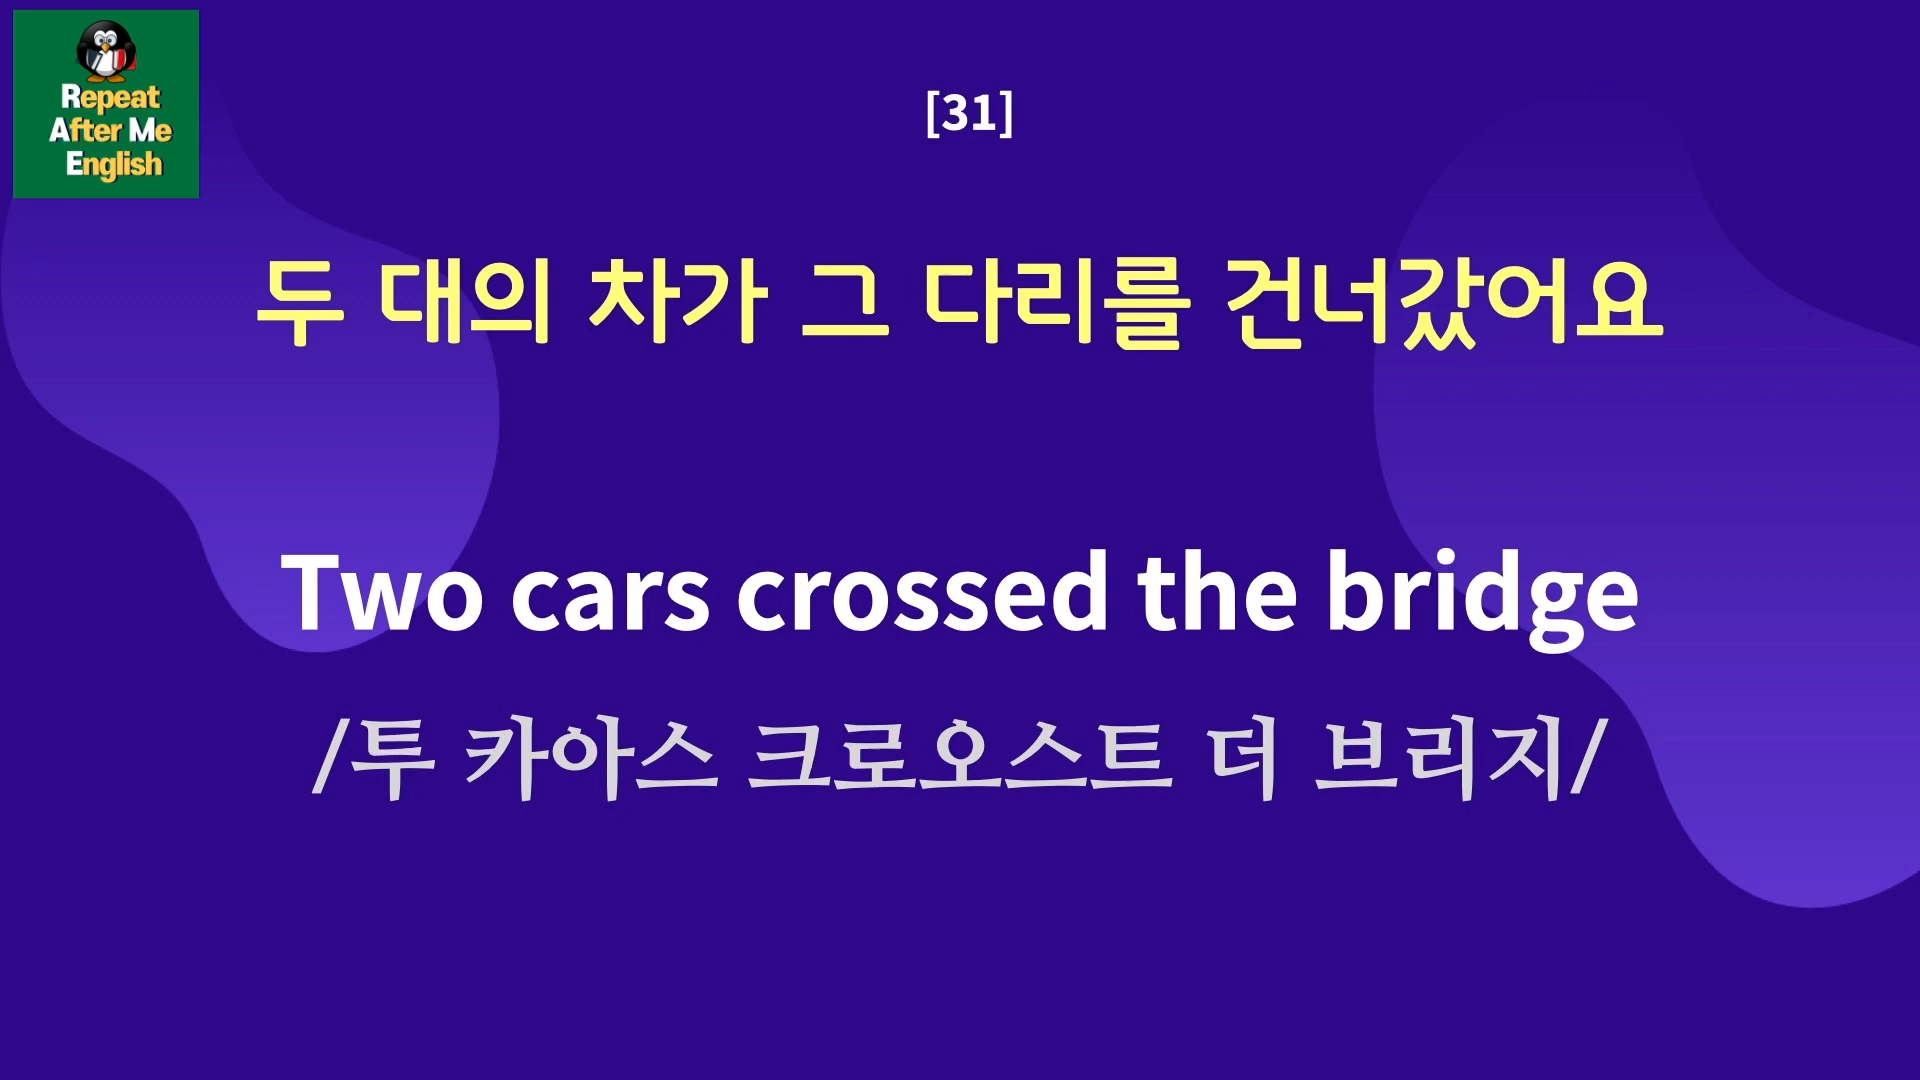 Repeat
After Me
English
[31]
두 대의 차가 그 다리를 건너갔어요
Two cars crossed the bridge
/투 카아스 크로오스트 더 브리지/